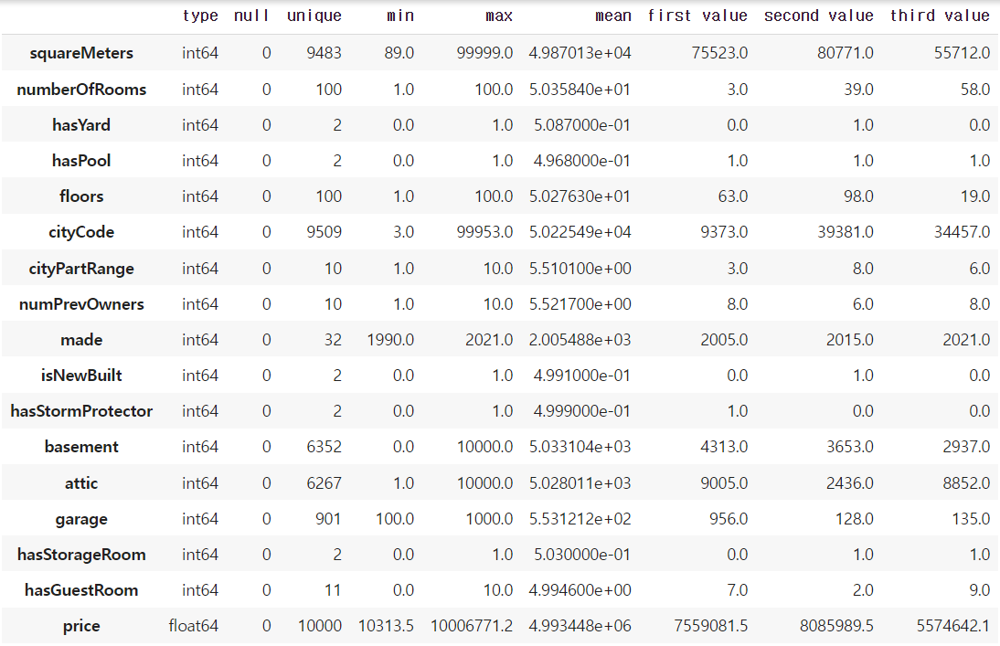 type null unique min max mean first value second value third value
squareMeters int64 0 9483 89.0 99999.0 4.987013e+04 75523.0 80771.0 55712.0
numberOfRooms int64 0 100 1.0 100.0 5.035840e+01 3.0 39.0 58.0
hasYard int64 0 2 0.0 1.0 5.087000e-01 0.0 1.0 0.0
hasPool int64 0 2 0.0 1.0 4.968000e-01 1.0 1.0 1.0
floors int64 0 100 1.0 100.0 5.027630e+01 63.0 98.0 19.0
cityCode int64 0 9509 3.0 99953.0 5.022549e+04 9373.0 39381.0 34457.0
cityPartRange int64 0 10 1.0 10.0 5.510100e+00 3.0 8.0 6.0
numPrevOwners int64 0 10 1.0 10.0 5.521700e+00 8.0 6.0 8.0
made int64 0 32 1990.0 2021.0 2.005488e+03 2005.0 2015.0 2021.0
isNewBuilt int64 0 2 0.0 1.0 4.991000e-01 0.0 1.0 0.0
hasStormProtector int64 0 2 0.0 1.0 4.999000e-01 1.0 0.0 0.0
basement int64 0 6352 0.0 10000.0 5.033104e+03 4313.0 3653.0 2937.0
attic int64 0 6267 1.0 10000.0 5.028011e+03 9005.0 2436.0 8852.0
garage int64 0 901 100.0 1000.0 5.531212e+02 956.0 128.0 135.0
hasStorageRoom int64 0 2 0.0 1.0 5.030000e-01 0.0 1.0 1.0
hasGuestRoom int64 0 11 0.0 10.0 4.994600e+00 7.0 2.0 9.0
price float64 0 10000 10313.5 10006771.2 4.993448e+06 7559081.5 8085989.5 5574642.1